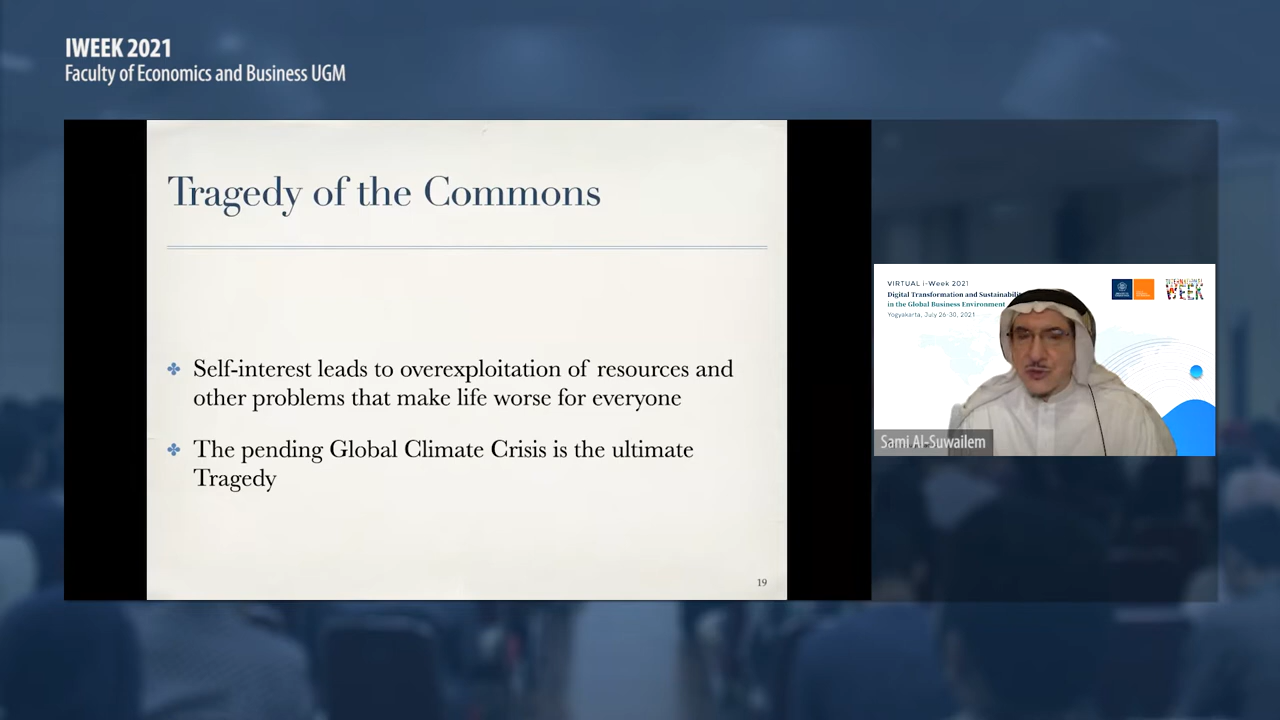 IWEEK 2021
Faculty of Economics and Business UGM
Tragedy of the Commons
Self-interest leads to overexploitation of resources and
other problems that make life worse for everyone
The pending Global Climate Crisis is the ultimate
Tragedy
19
VIRTUAL i-Week 2021
Digital Transformation and Sustainability
in the Global Business Environment
Yogyakarta, July 26-30, 2021
INTERNATIONAL
WEEK
Sami Al-Suwailem